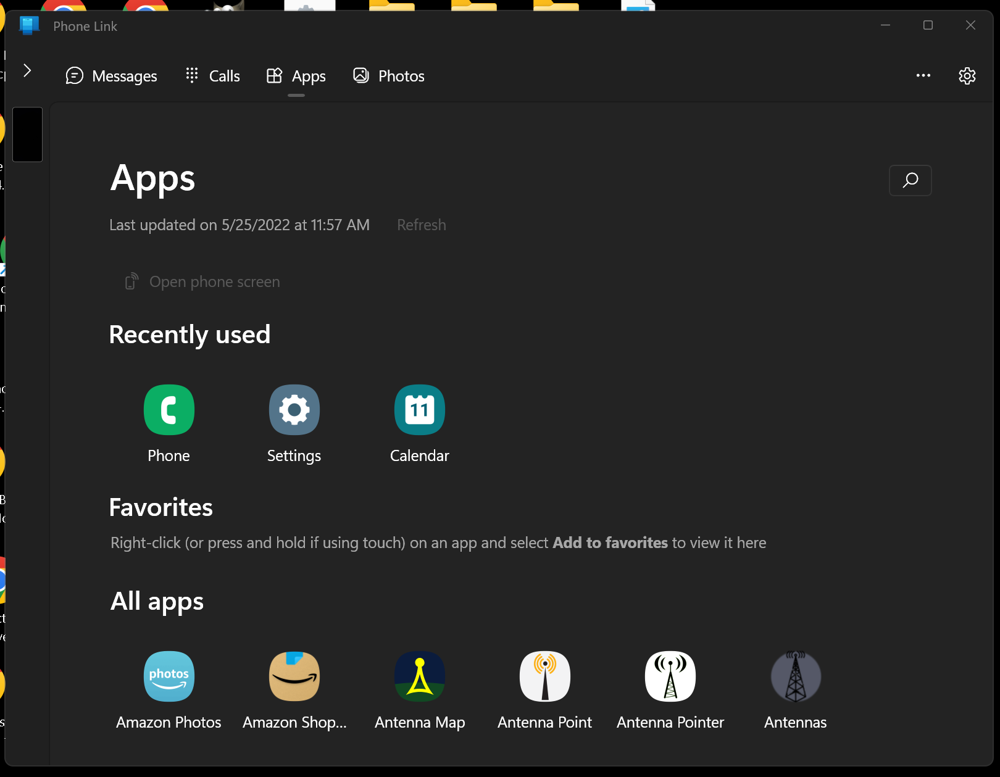 Phone Link
Messages
Calls
Apps
Photos
Apps
Last updated on 5/25/2022 at 11:57 AM
Refresh
Open phone screen
Recently used
11
Phone
Settings
Calendar
Favorites
Right-click (or press and hold if using touch) on an app and select Add to favorites to view it here
All apps
photos
Amazon Photos
Amazon Shop...
Antenna Map
Antenna Point
Antenna Pointer
Antennas